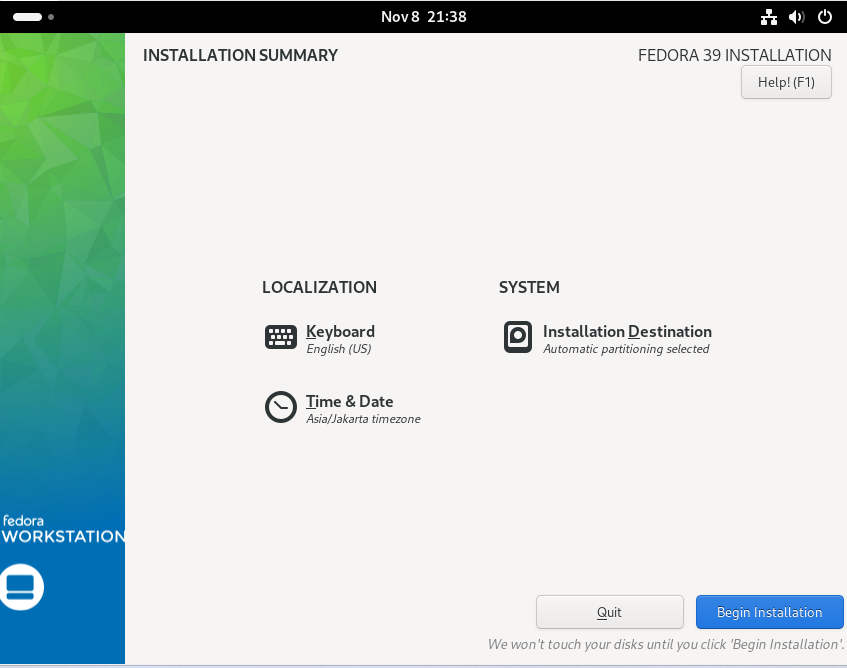 Nov 8 21:38
INSTALLATION SUMMARY
FEDORA 39 INSTALLATION
Help! (F1)
LOCALIZATION
Keyboard
English (US)
Time & Date
Asia/Jakarta timezone
SYSTEM
Installation Destination
Automatic partitioning selected
fedora
WORKSTATION
Quit
Begin Installation
We won't touch your disks until you click 'Begin Installation'.